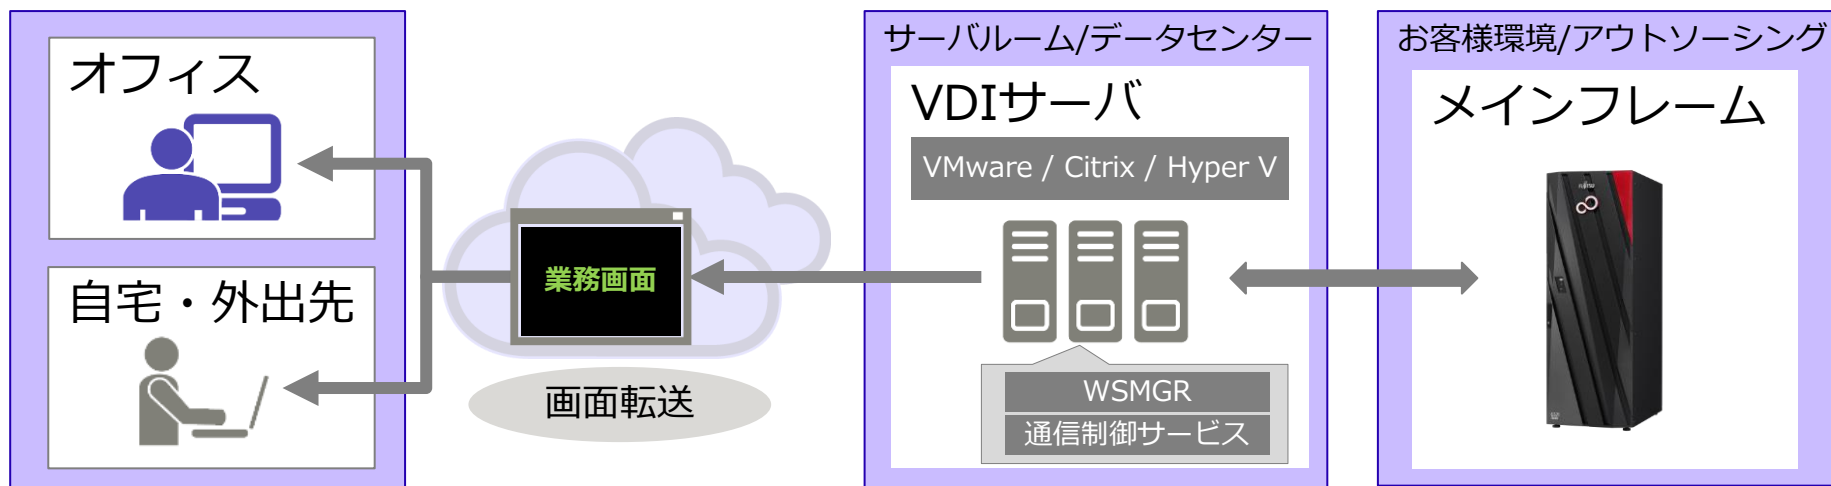 オフィス
自宅・外出先
業務画面
画面転送
サーバルーム/データセンター
VDIサーバ
VMware / Citrix / Hyper V
WSMGR
通信制御サービス
お客様環境/アウトソーシング
メインフレーム
FUJITSU